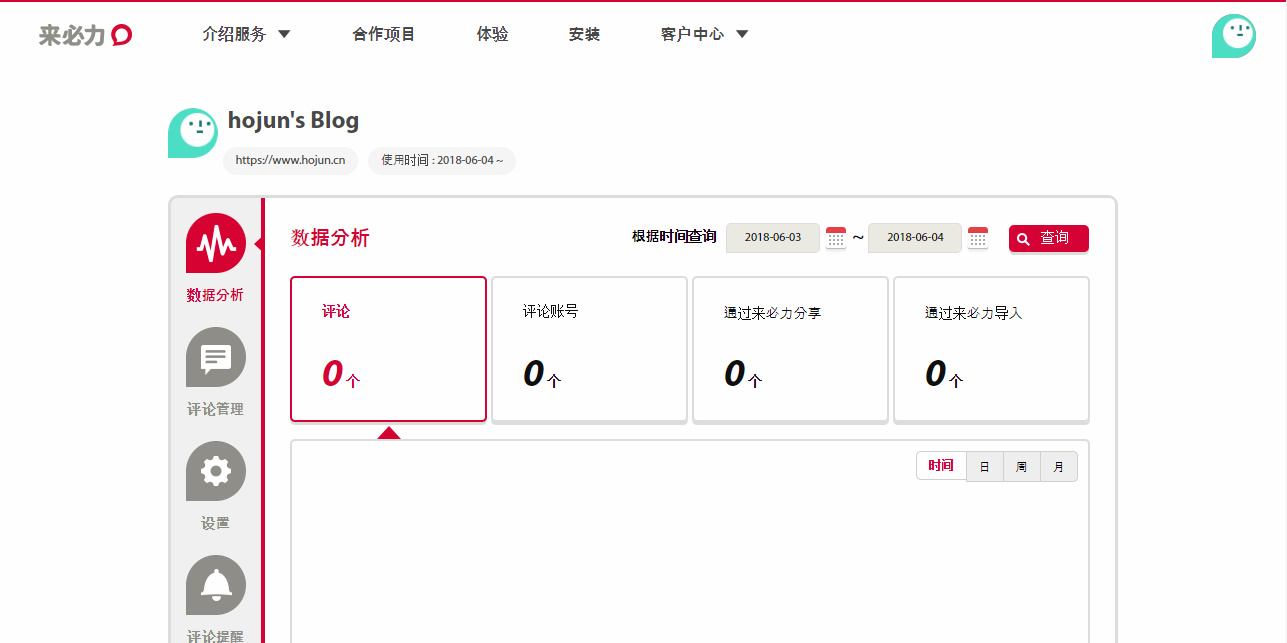 来必力
介绍服务 合作项目 体验 安装 客户中心
hojun's Blog
https://www.hojun.cn 使用时间 : 2018-06-04 ~
数据分析 根据时间查询 2018-06-03 ~ 2018-06-04 查询
数据分析
评论管理
设置
评论提醒
评论 评论账号 通过来必力分享 通过来必力导入
0个 0个 0个 0个
时间 日 周 月